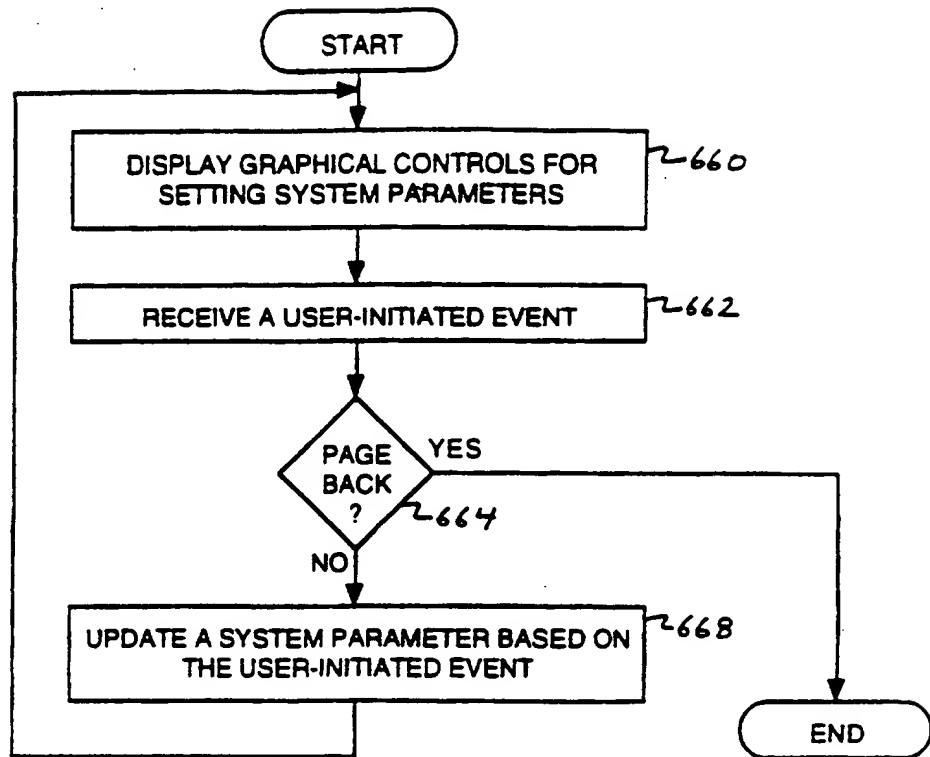 START
DISPLAY GRAPHICAL CONTROLS FOR
SETTING SYSTEM PARAMETERS
660
RECEIVE A USER-INITIATED EVENT
662
PAGE
BACK
?
YES
664
NO
UPDATE A SYSTEM PARAMETER BASED ON
THE USER-INITIATED EVENT
668
END